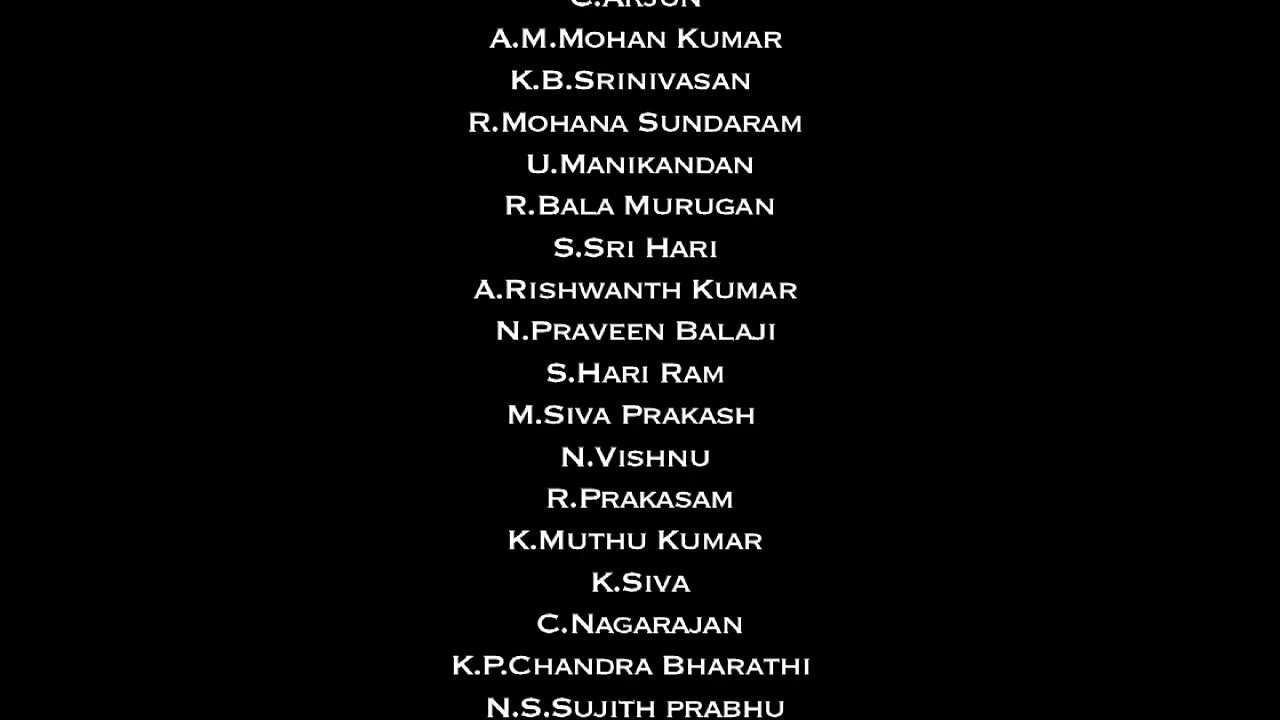 C.Arjun
A.M.Mohan Kumar
K.B.Srinivasan
R.Mohana Sundaram
U.Manikandan
R.Bala Murugan
S.Sri Hari
A.Rishwanth Kumar
N.Praveen Balaji
S.Hari Ram
M.Siva Prakash
N.Vishnu
R.Prakasam
K.Muthu Kumar
K.Siva
C.Nagarajan
K.P.Chandra Bharathi
N.S.Sujith prabhu